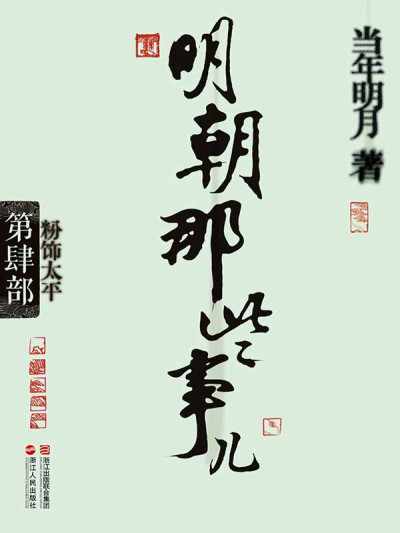 当年明月 著
明朝那些事儿
第肆部
粉饰太平
浙江人民出版社
浙江出版联合集团